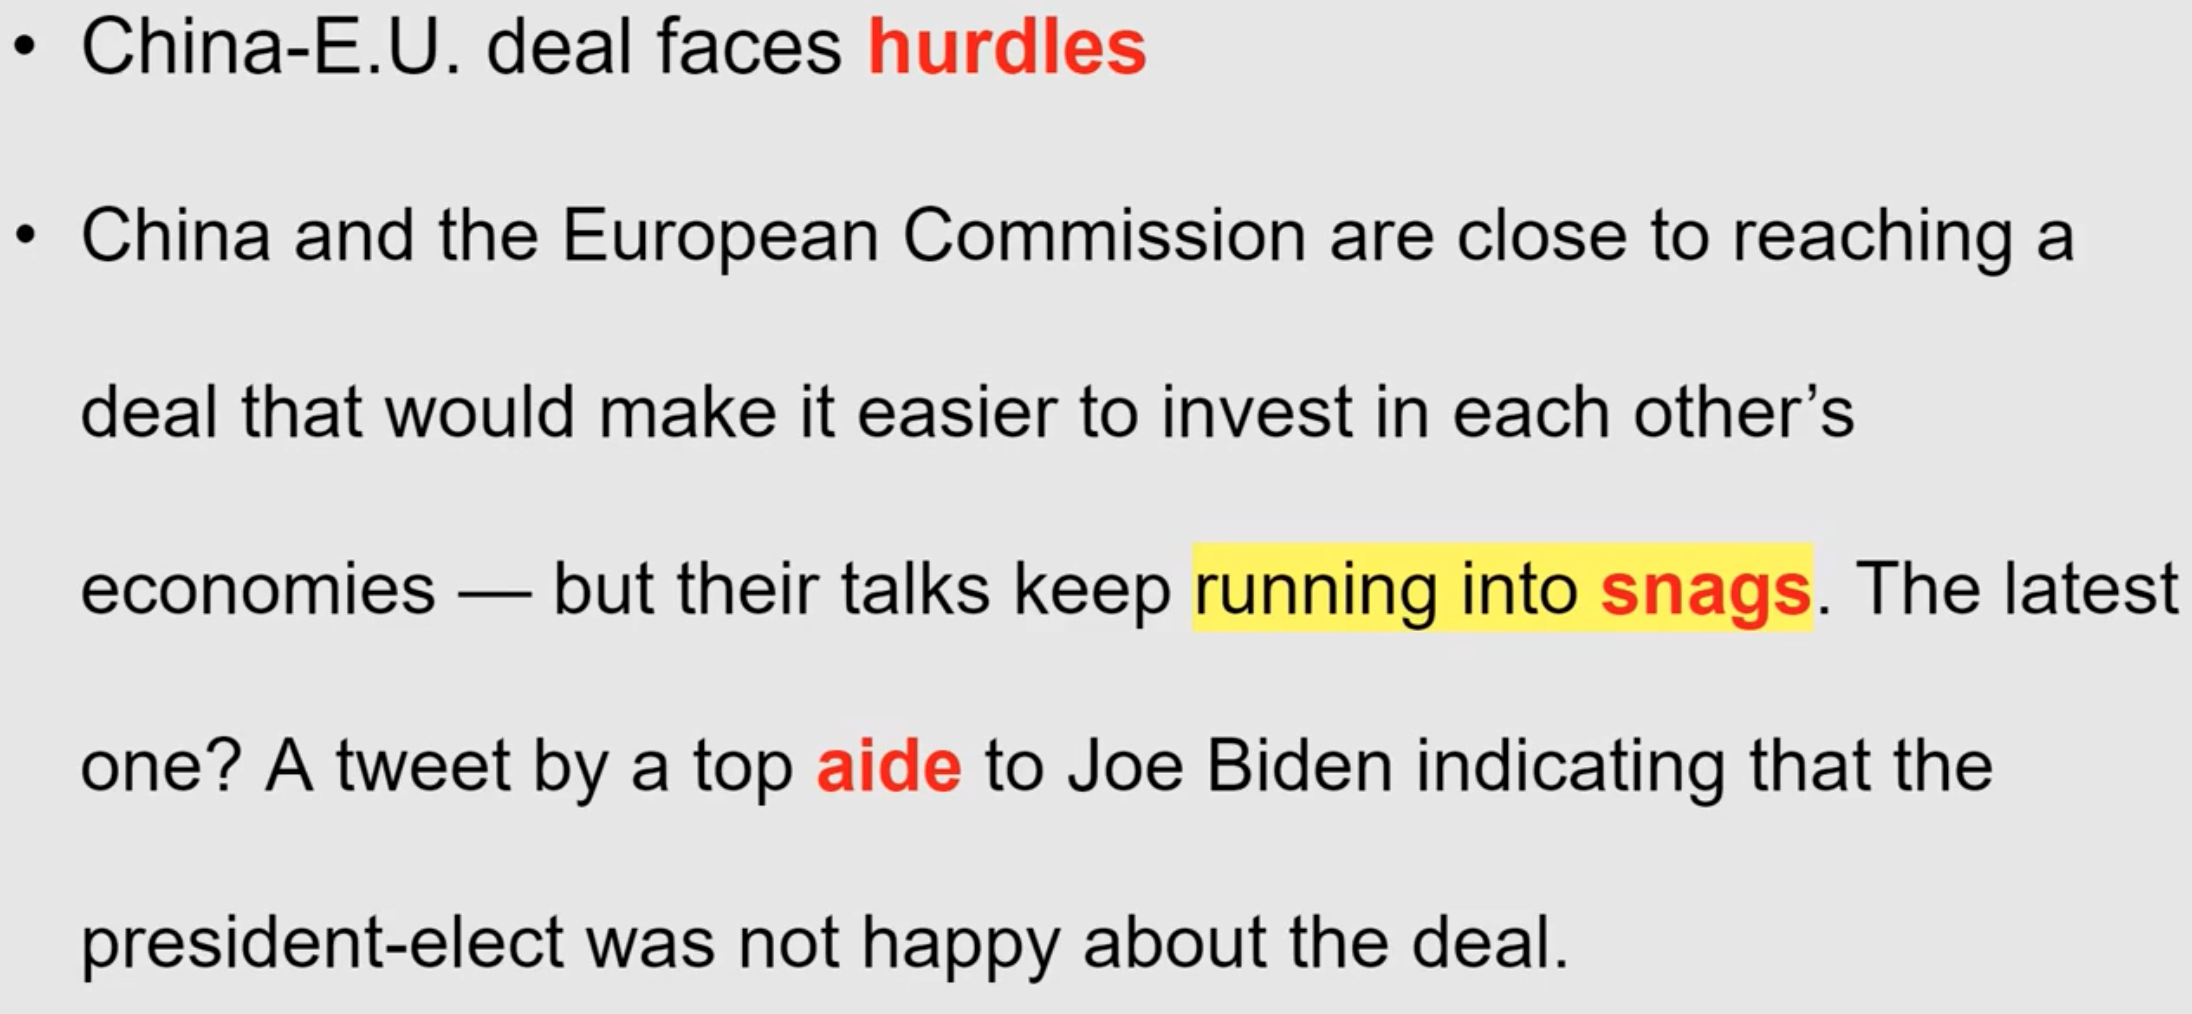 • China-E.U. deal faces hurdles
• China and the European Commission are close to reaching a
deal that would make it easier to invest in each other’s
economies — but their talks keep running into snags. The latest
one? A tweet by a top aide to Joe Biden indicating that the
president-elect was not happy about the deal.